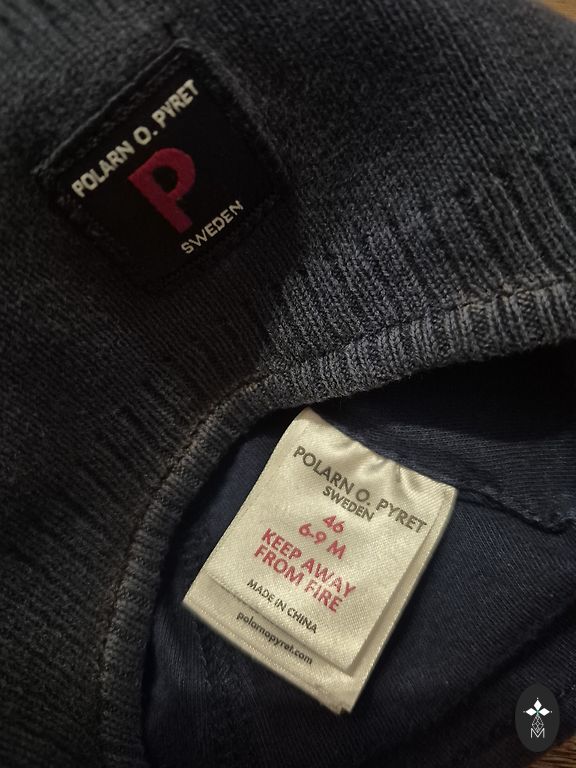 POLARN O. PYRET
P
SWEDEN
POLARN O. PYRET
SWEDEN
46
6-9 M
KEEP AWAY
FROM FIRE
MADE IN CHINA
polarnopyret.com
M